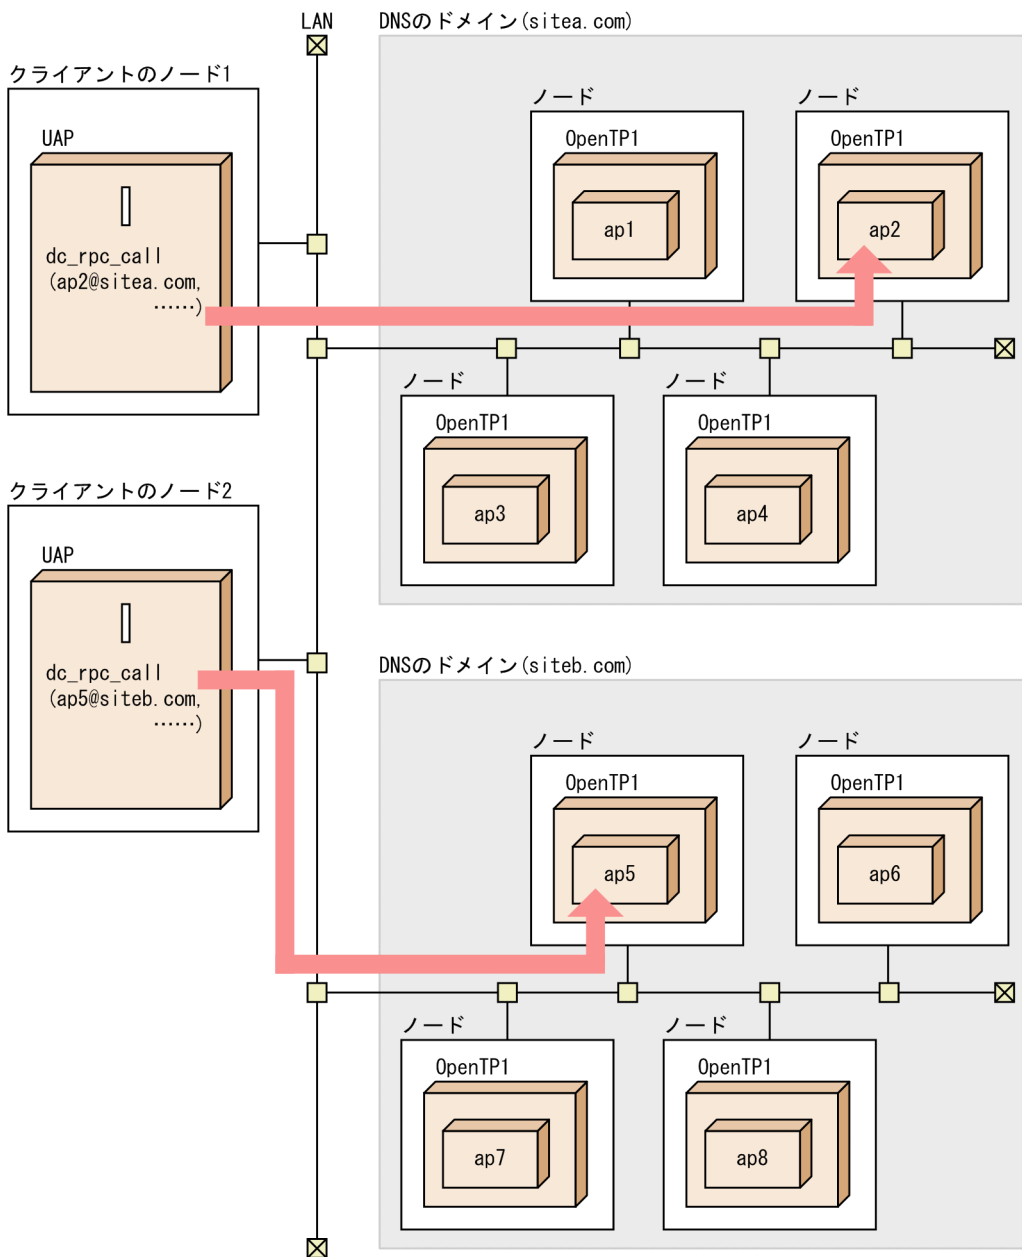 LAN
DNSのドメイン(sitea.com)
クライアントのノード1
UAP
dc_rpc_call
(ap2@sitea.com,
……)
ノード
OpenTP1
ap1
ノード
OpenTP1
ap2
ノード
OpenTP1
ap3
ノード
OpenTP1
ap4
クライアントのノード2
UAP
dc_rpc_call
(ap5@siteb.com,
……)
DNSのドメイン(siteb.com)
ノード
OpenTP1
ap5
ノード
OpenTP1
ap6
ノード
OpenTP1
ap7
ノード
OpenTP1
ap8